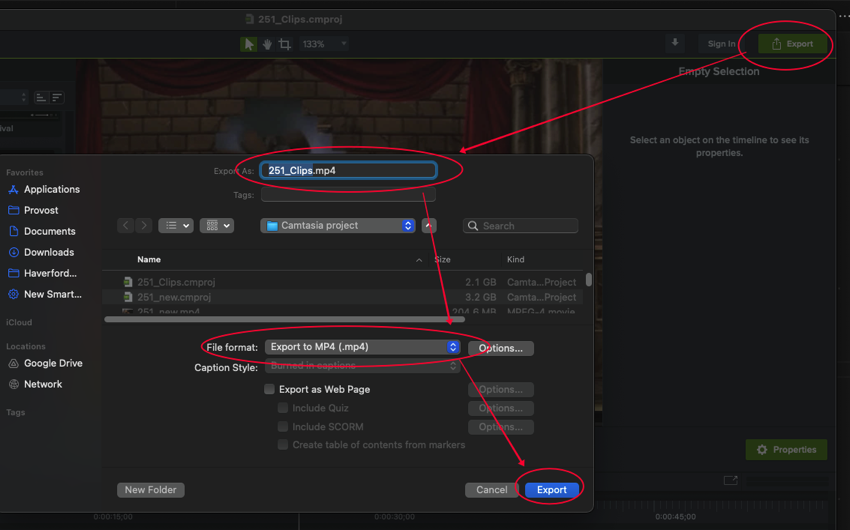 251_Clips.cmproj
133%
Sign In
Export
Empty Selection
Select an object on the timeline to see its
properties.
ival
Favorites
Applications
Provost
Documents
Downloads
Haverford...
New Smart...
iCloud
Locations
Google Drive
Network
Tags
Export As: 251_Clips.mp4
Tags:
Camtasia project
Search
Name Size Kind
251_Clips.cmproj 2.1 GB Camta...Project
251_new.cmproj 3.2 GB Camta...Project
251_new.mp4 204.6 MB MPEG-4 movie
File format: Export to MP4 (.mp4) Options...
Caption Style: Burned in captions
Export as Web Page Options...
Include Quiz Options...
Include SCORM Options...
Create table of contents from markers
New Folder Cancel Export
Properties
0:00:15;00 0:00:30;00 0:00:45;00